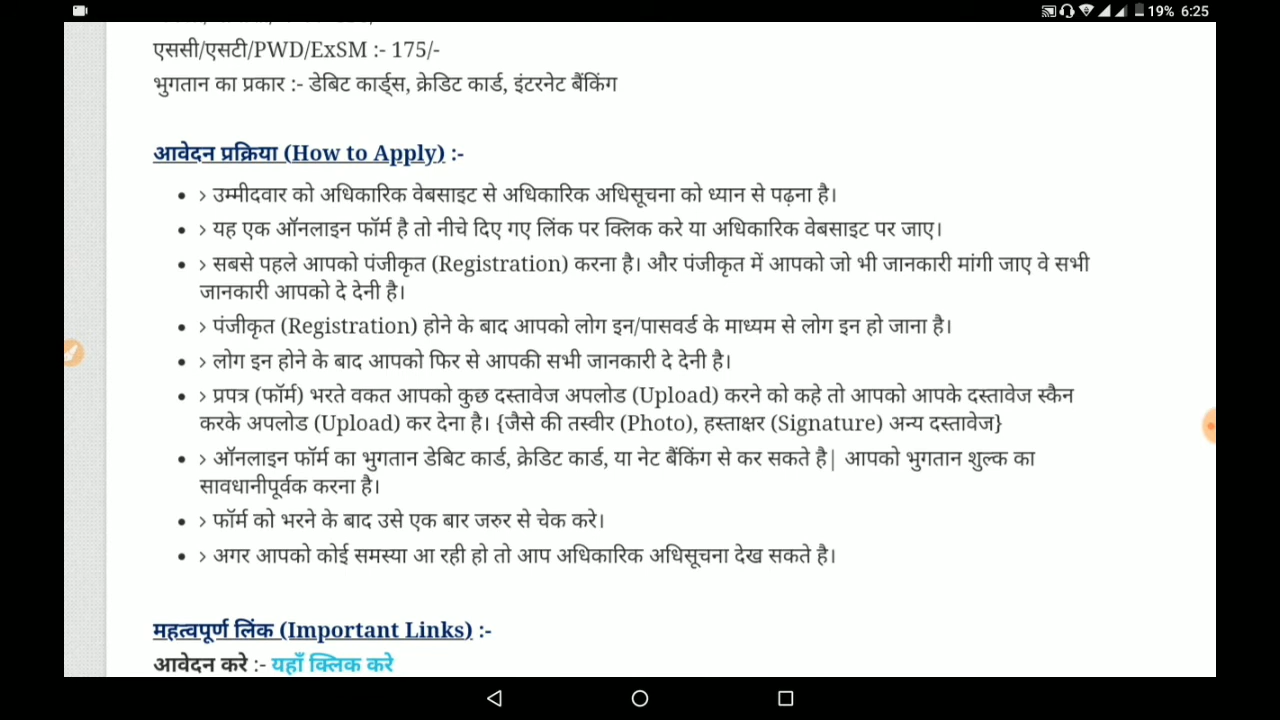 19% 6:25
एससी/एसटी/PWD/ExSM :- 175/-
भुगतान का प्रकार :- डेबिट कार्ड्स, क्रेडिट कार्ड, इंटरनेट बैंकिंग
आवेदन प्रक्रिया (How to Apply) :-
• › उम्मीदवार को अधिकारिक वेबसाइट से अधिकारिक अधिसूचना को ध्यान से पढ़ना है।
• › यह एक ऑनलाइन फॉर्म है तो नीचे दिए गए लिंक पर क्लिक करे या अधिकारिक वेबसाइट पर जाए।
• › सबसे पहले आपको पंजीकृत (Registration) करना है। और पंजीकृत में आपको जो भी जानकारी मांगी जाए वे सभी
जानकारी आपको दे देनी है।
• › पंजीकृत (Registration) होने के बाद आपको लोग इन/पासवर्ड के माध्यम से लोग इन हो जाना है।
• › लोग इन होने के बाद आपको फिर से आपकी सभी जानकारी दे देनी है।
• › प्रपत्र (फॉर्म) भरते वकत आपको कुछ दस्तावेज अपलोड (Upload) करने को कहे तो आपको आपके दस्तावेज स्कैन
करके अपलोड (Upload) कर देना है। {जैसे की तस्वीर (Photo), हस्ताक्षर (Signature) अन्य दस्तावेज}
• › ऑनलाइन फॉर्म का भुगतान डेबिट कार्ड, क्रेडिट कार्ड, या नेट बैंकिंग से कर सकते है| आपको भुगतान शुल्क का
सावधानीपूर्वक करना है।
• › फॉर्म को भरने के बाद उसे एक बार जरुर से चेक करे।
• › अगर आपको कोई समस्या आ रही हो तो आप अधिकारिक अधिसूचना देख सकते है।
महत्वपूर्ण लिंक (Important Links) :-
आवेदन करे :- यहाँ क्लिक करे